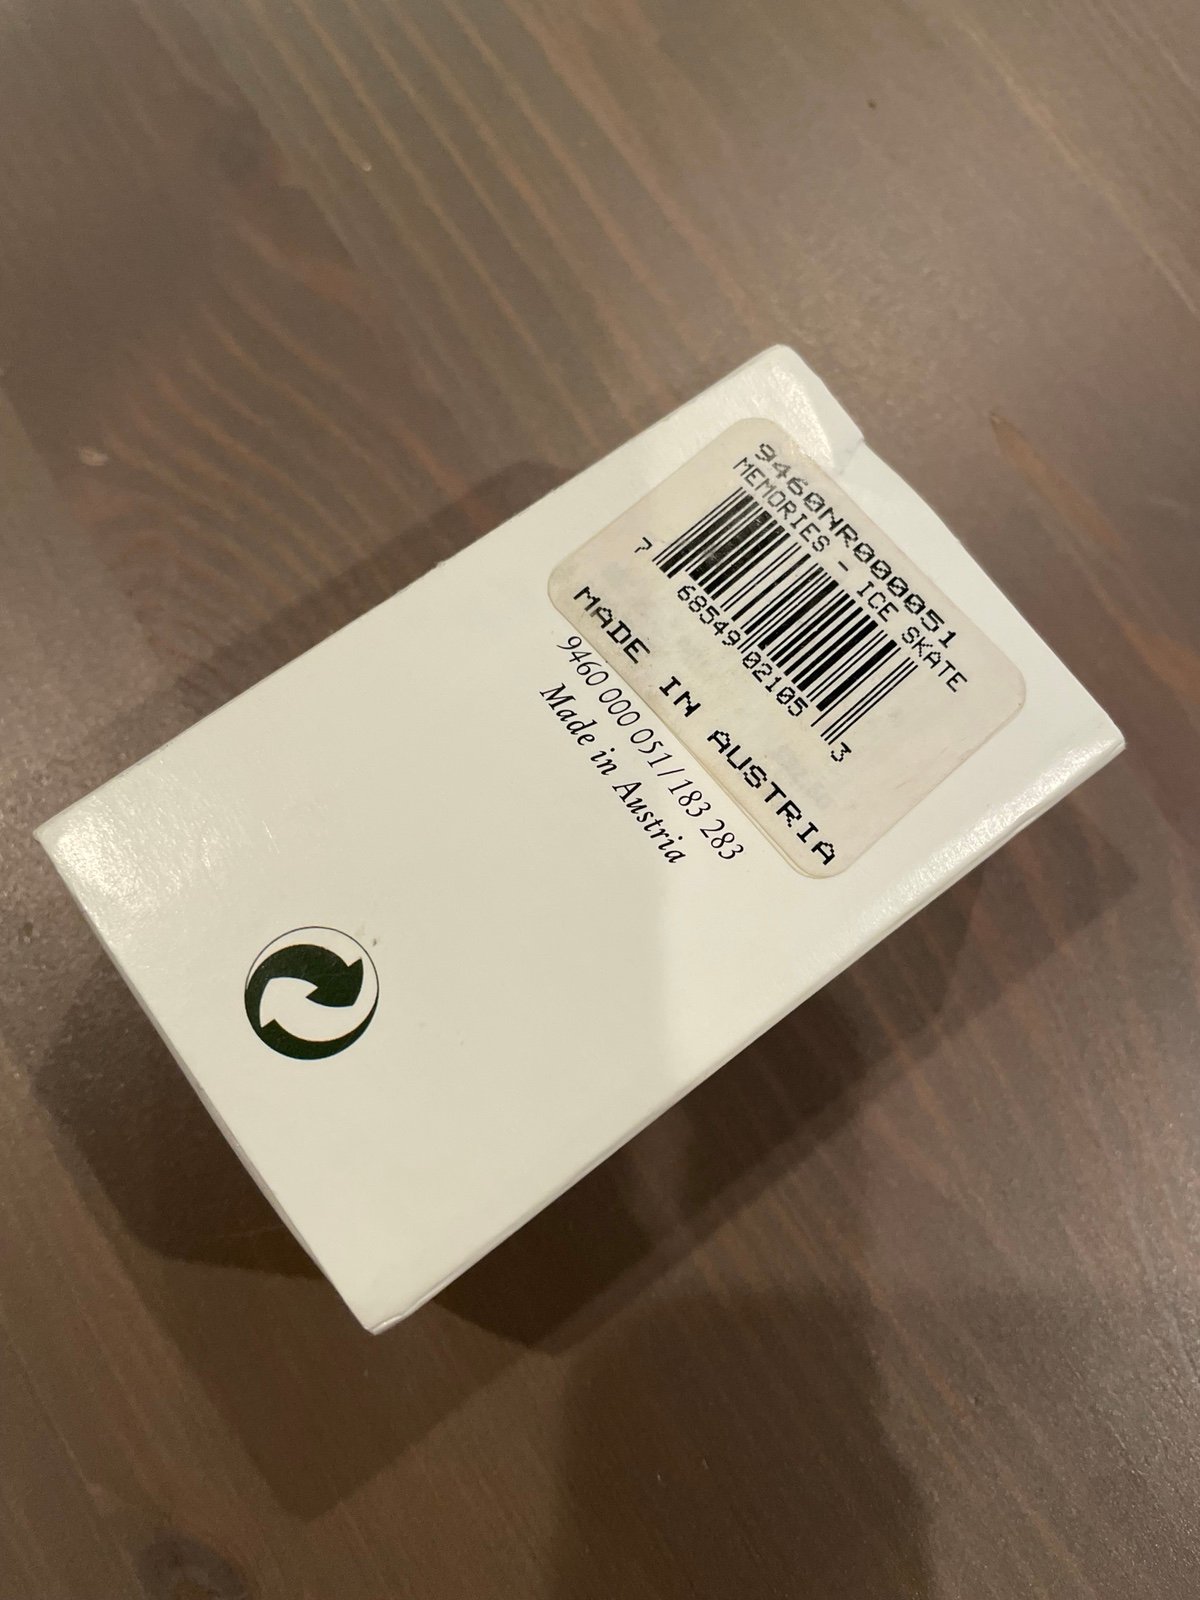 9460NR000051
MEMORIES - ICE SKATE
7 68549 02105 3
MADE IN AUSTRIA
9460 000 051 / 183 283
Made in Austria